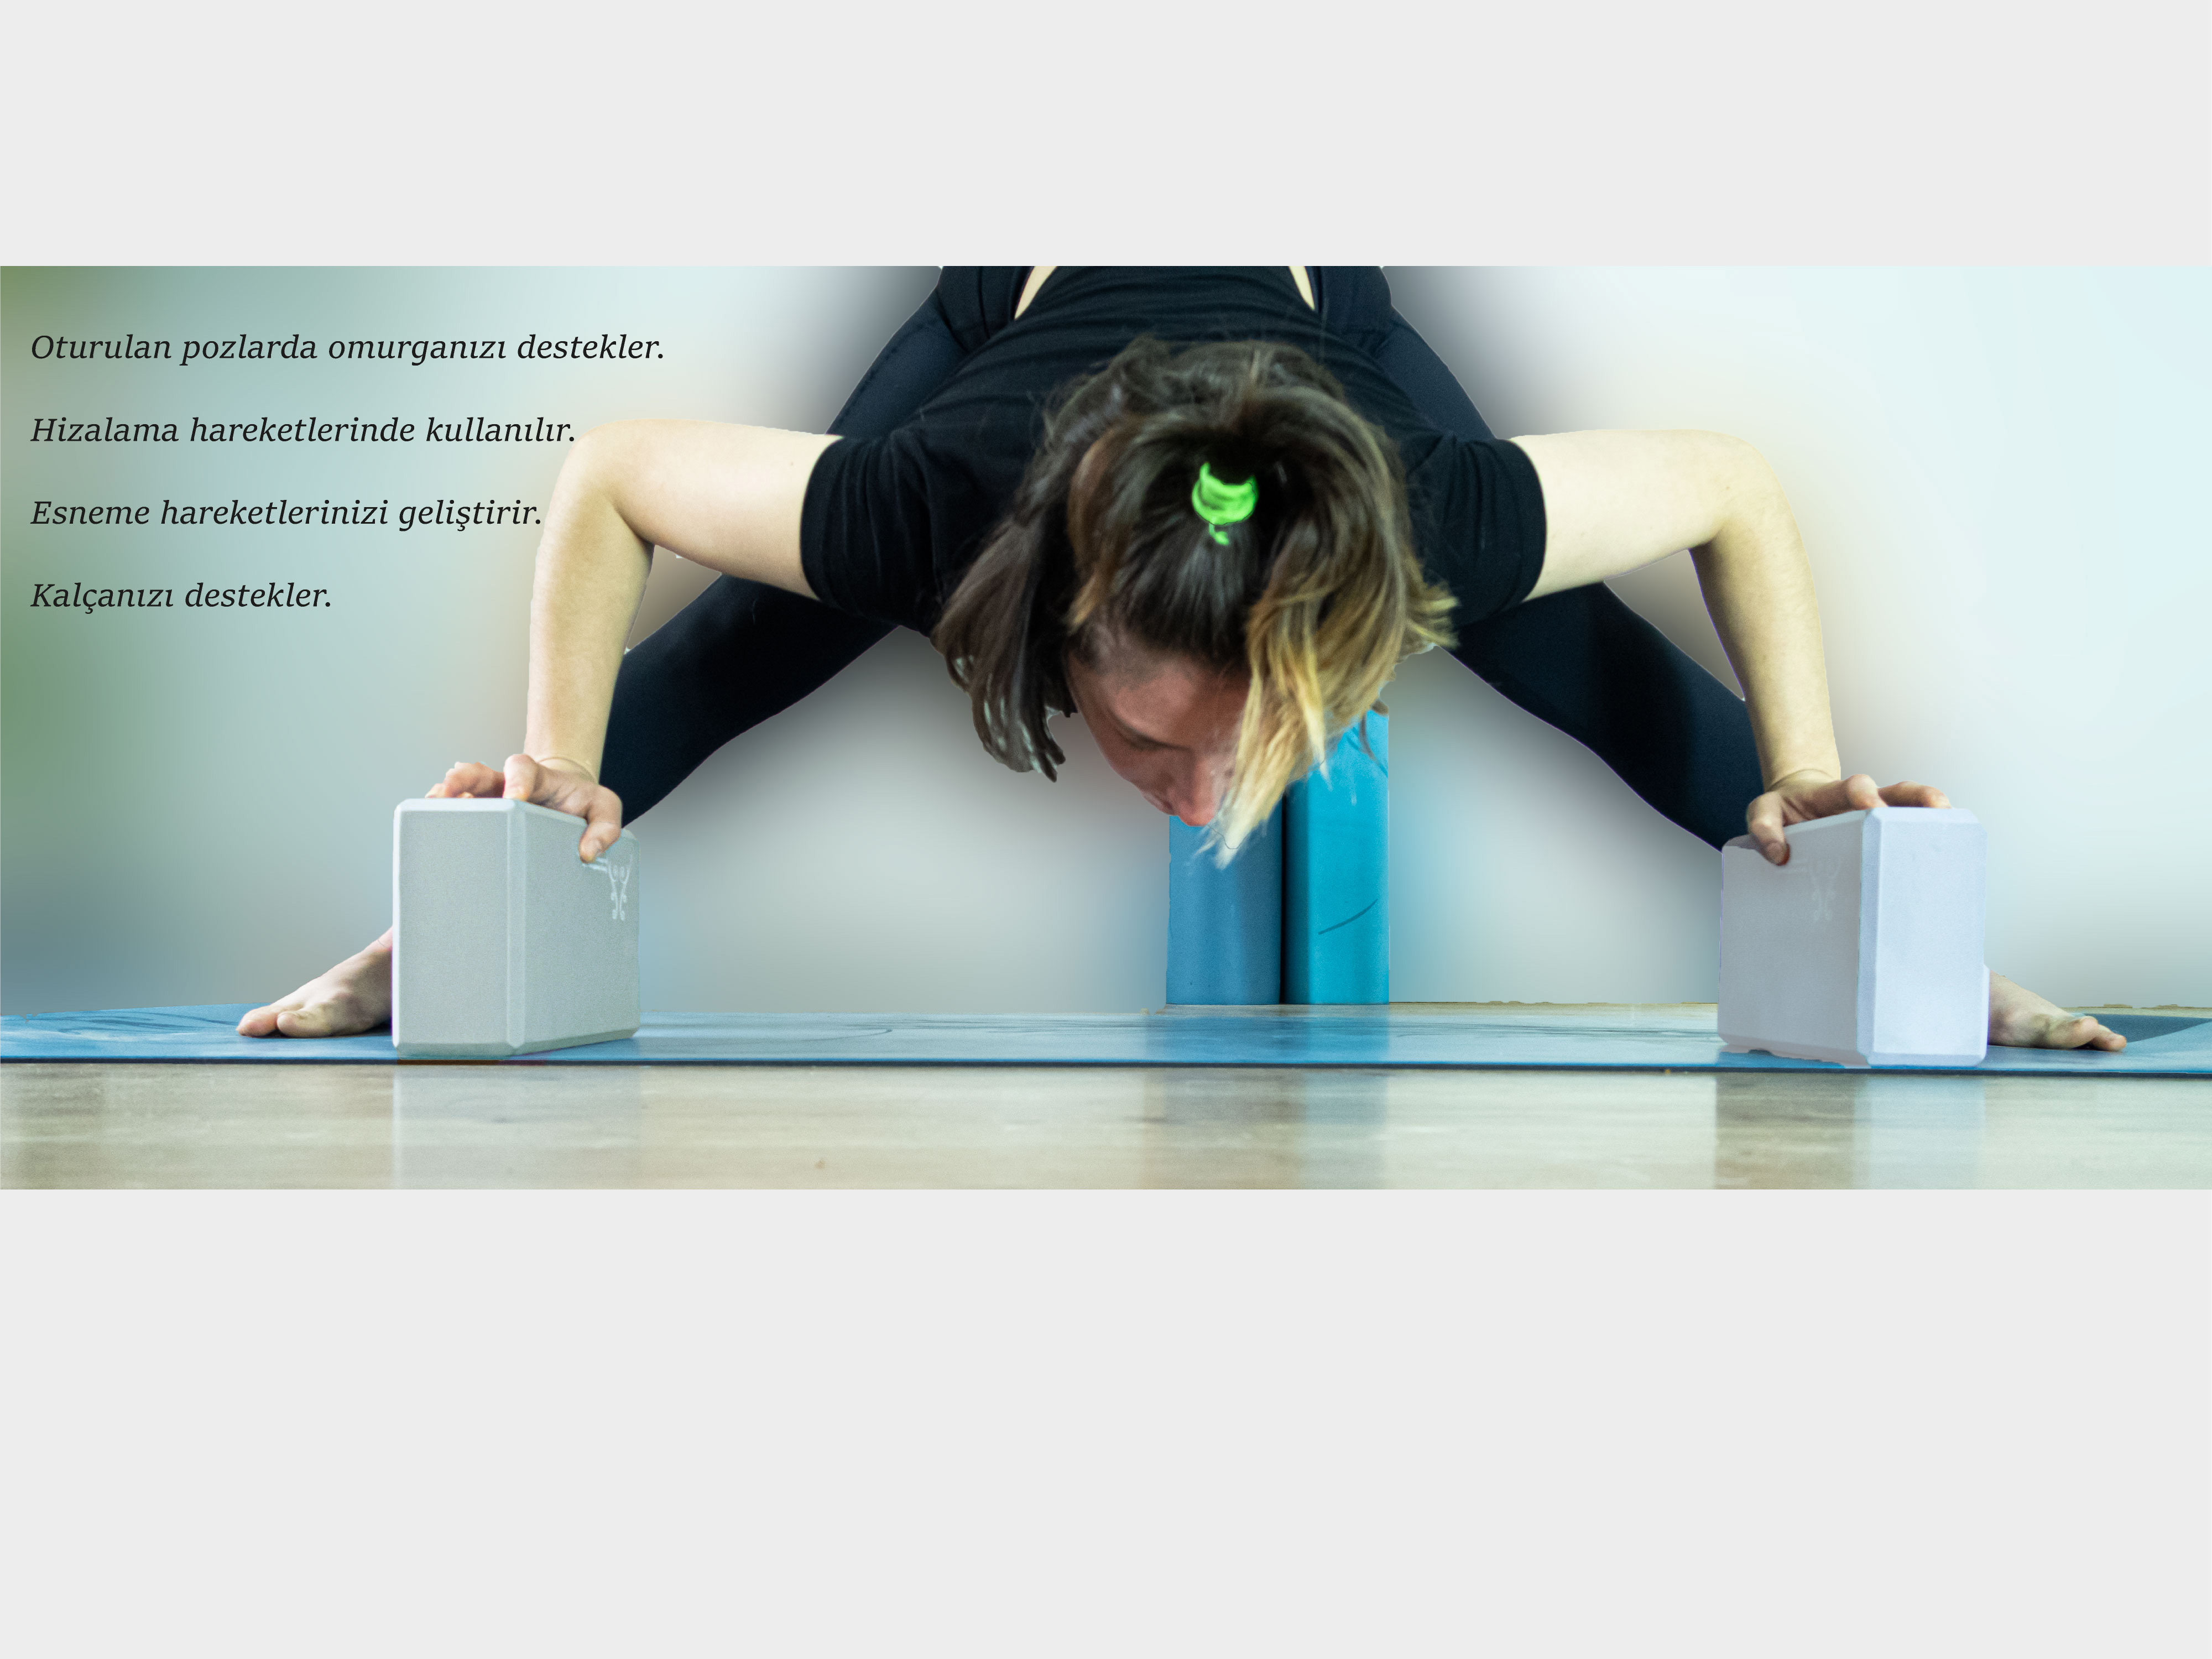 Oturulan pozlarda omurganızı destekler.
Hizalama hareketlerinde kullanılır.
Esneme hareketlerinizi geliştirir.
Kalçanızı destekler.